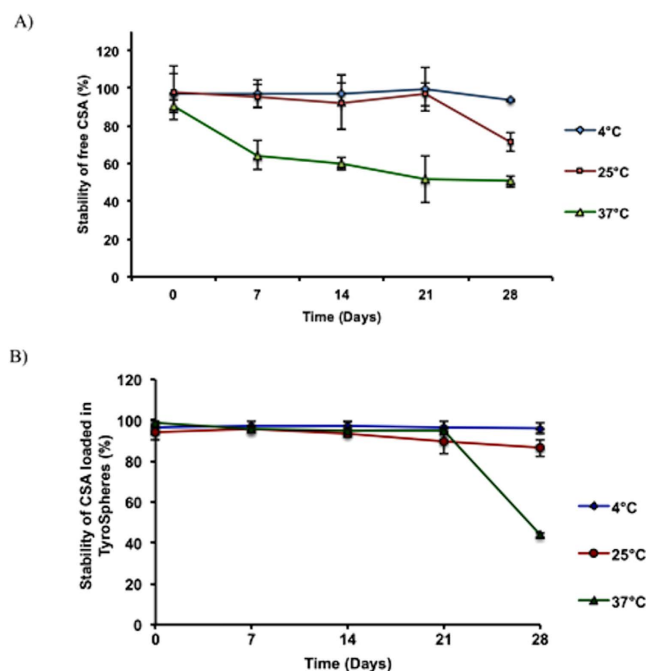 A)
Stability of free CSA (%)
120
100
80
60
40
20
0
0 7 14 21 28
Time (Days)
4°C
25°C
37°C
B)
Stability of CSA loaded in
TyroSpheres (%)
120
100
80
60
40
20
0
0 7 14 21 28
Time (Days)
4°C
25°C
37°C